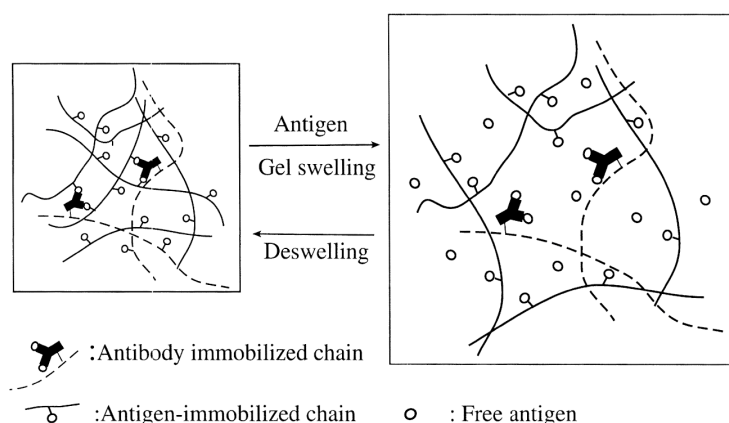 Antigen
Gel swelling
Deswelling
:Antibody immobilized chain
:Antigen-immobilized chain
: Free antigen